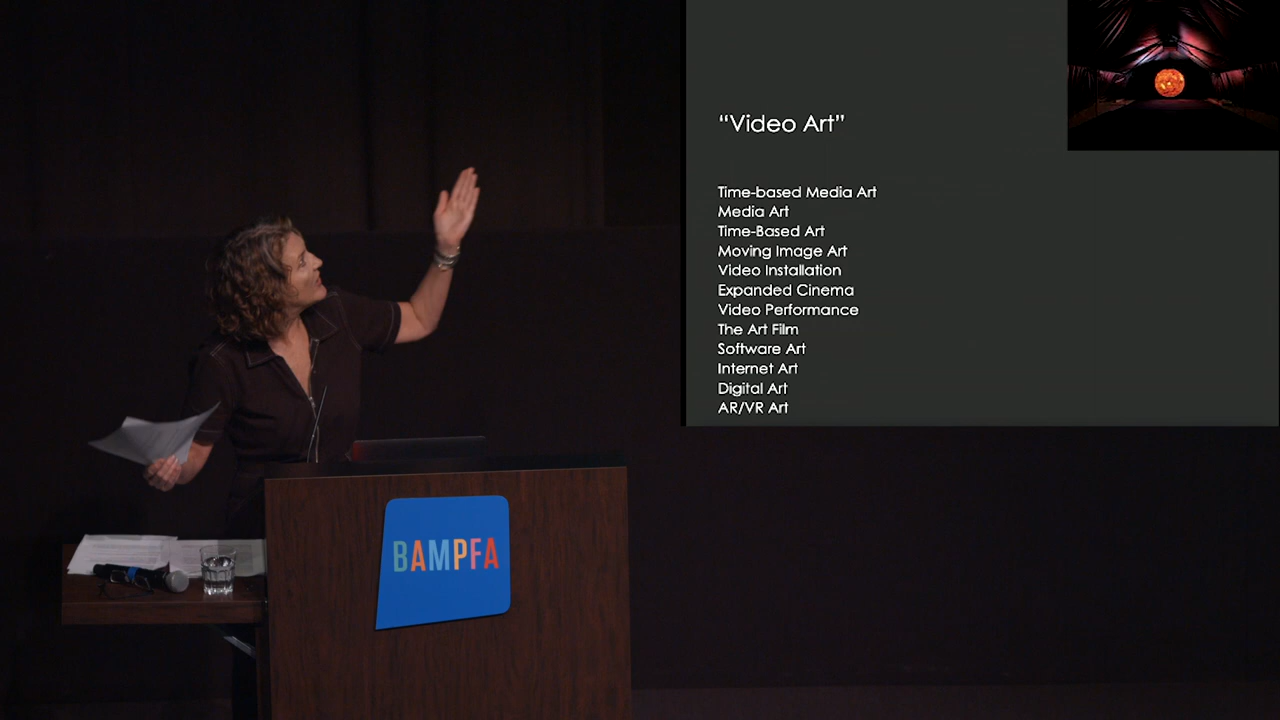 “Video Art”
Time-based Media Art
Media Art
Time-Based Art
Moving Image Art
Video Installation
Expanded Cinema
Video Performance
The Art Film
Software Art
Internet Art
Digital Art
AR/VR Art
BAMPFA